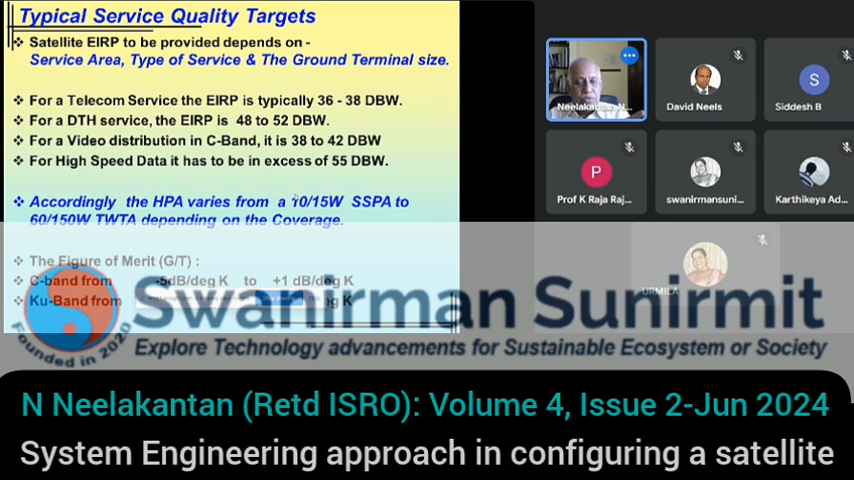 Typical Service Quality Targets
❖ Satellite EIRP to be provided depends on -
Service Area, Type of Service & The Ground Terminal size.
❖ For a Telecom Service the EIRP is typically 36 - 38 DBW.
❖ For a DTH service, the EIRP is 48 to 52 DBW.
❖ For a Video distribution in C-Band, it is 38 to 42 DBW
❖ For High Speed Data it has to be in excess of 55 DBW.
❖ Accordingly the HPA varies from a 10/15W SSPA to
60/150W TWTA depending on the Coverage.
❖ The Figure of Merit (G/T) :
❖ C-band from -5dB/deg K to +1 dB/deg K
❖ Ku-Band from eg K
Neelakantan N...
David Neels
S
Siddesh B
P
Prof K Raja Raj...
swanirmansuni...
Karthikeya Ad...
URMILA
Swanirman Sunirmit
Founded in 2020
Explore Technology advancements for Sustainable Ecosystem or Society
N Neelakantan (Retd ISRO): Volume 4, Issue 2-Jun 2024
System Engineering approach in configuring a satellite